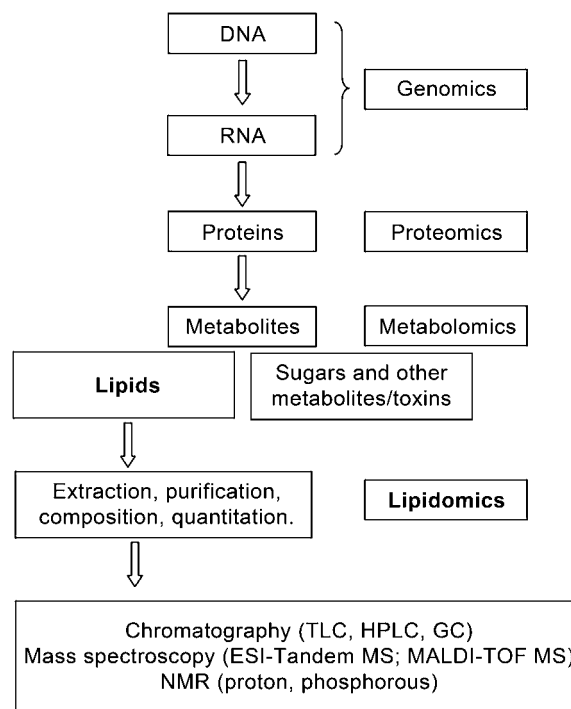 DNA
Genomics
RNA
Proteins
Proteomics
Metabolites
Metabolomics
Lipids
Sugars and other
metabolites/toxins
Extraction, purification,
composition, quantitation.
Lipidomics
Chromatography (TLC, HPLC, GC)
Mass spectroscopy (ESI-Tandem MS; MALDI-TOF MS)
NMR (proton, phosphorous)